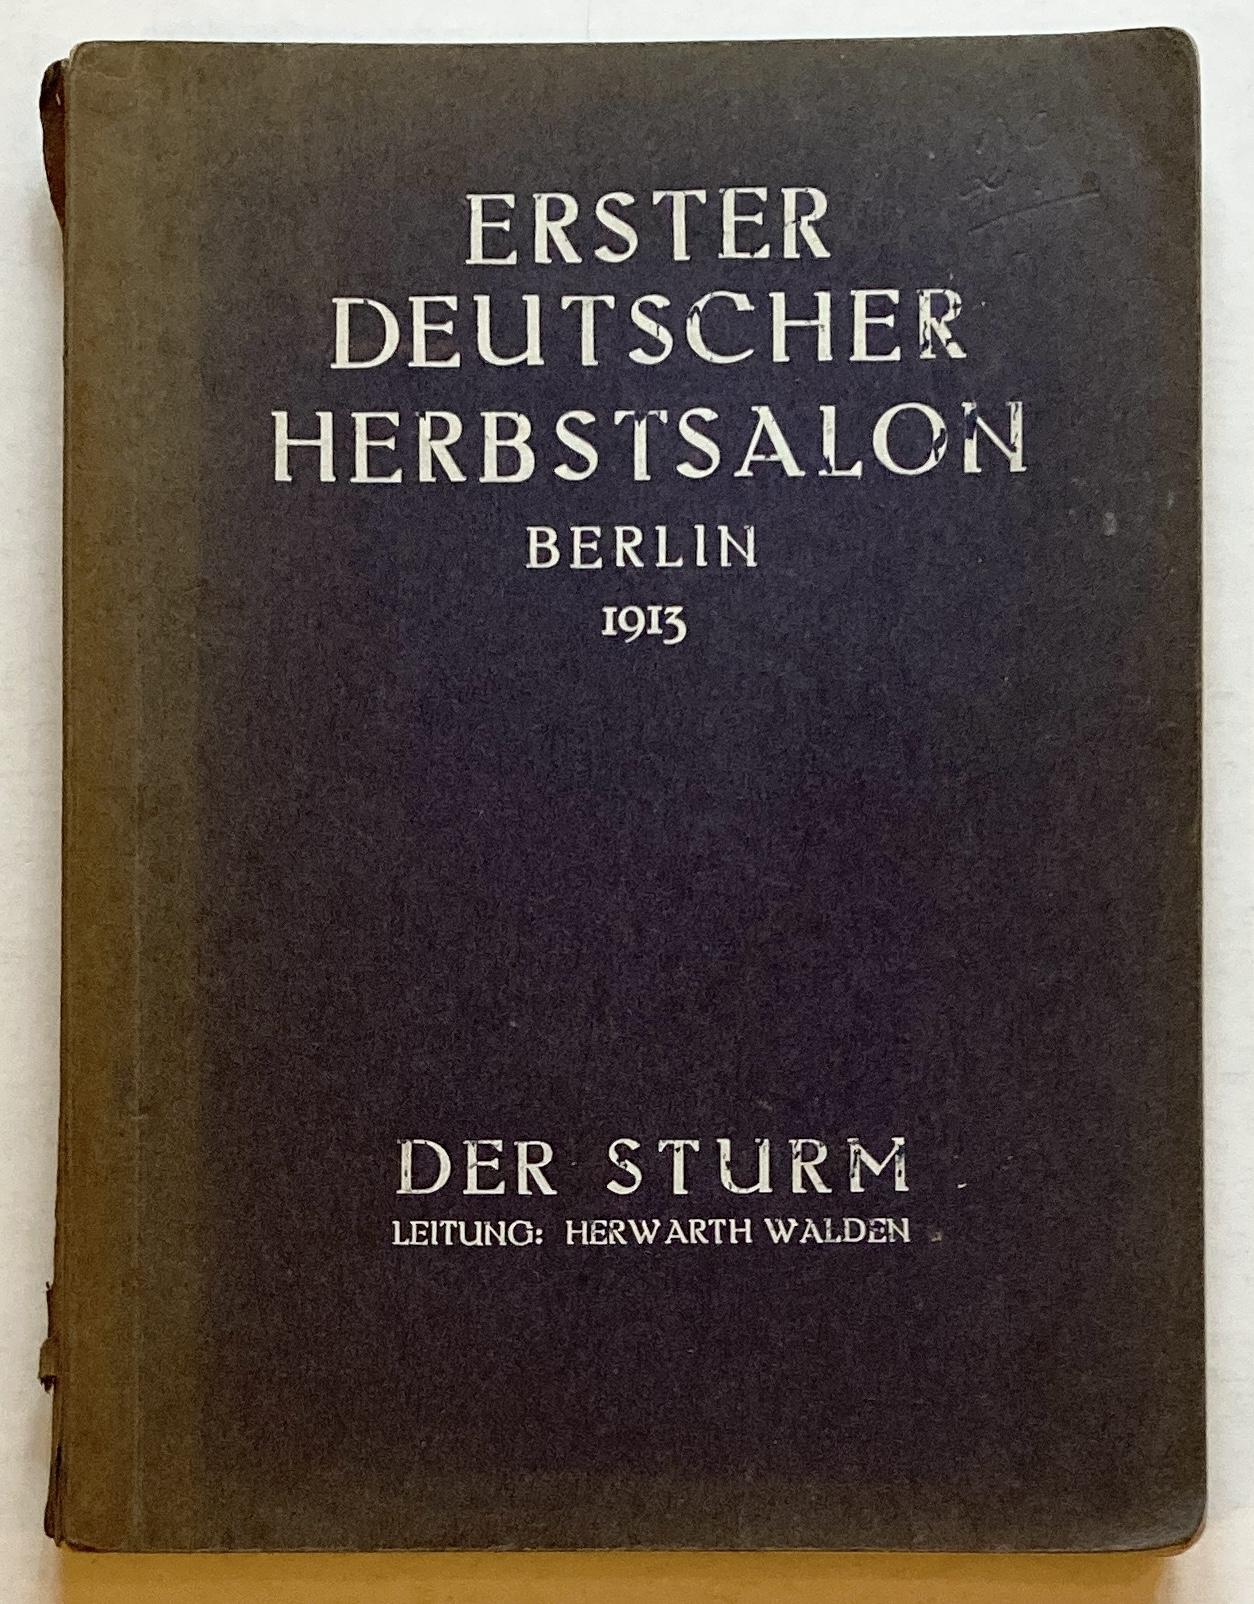 ERSTER
DEUTSCHER
HERBSTSALON
BERLIN
1913
DER STURM
LEITUNG: HERWARTH WALDEN